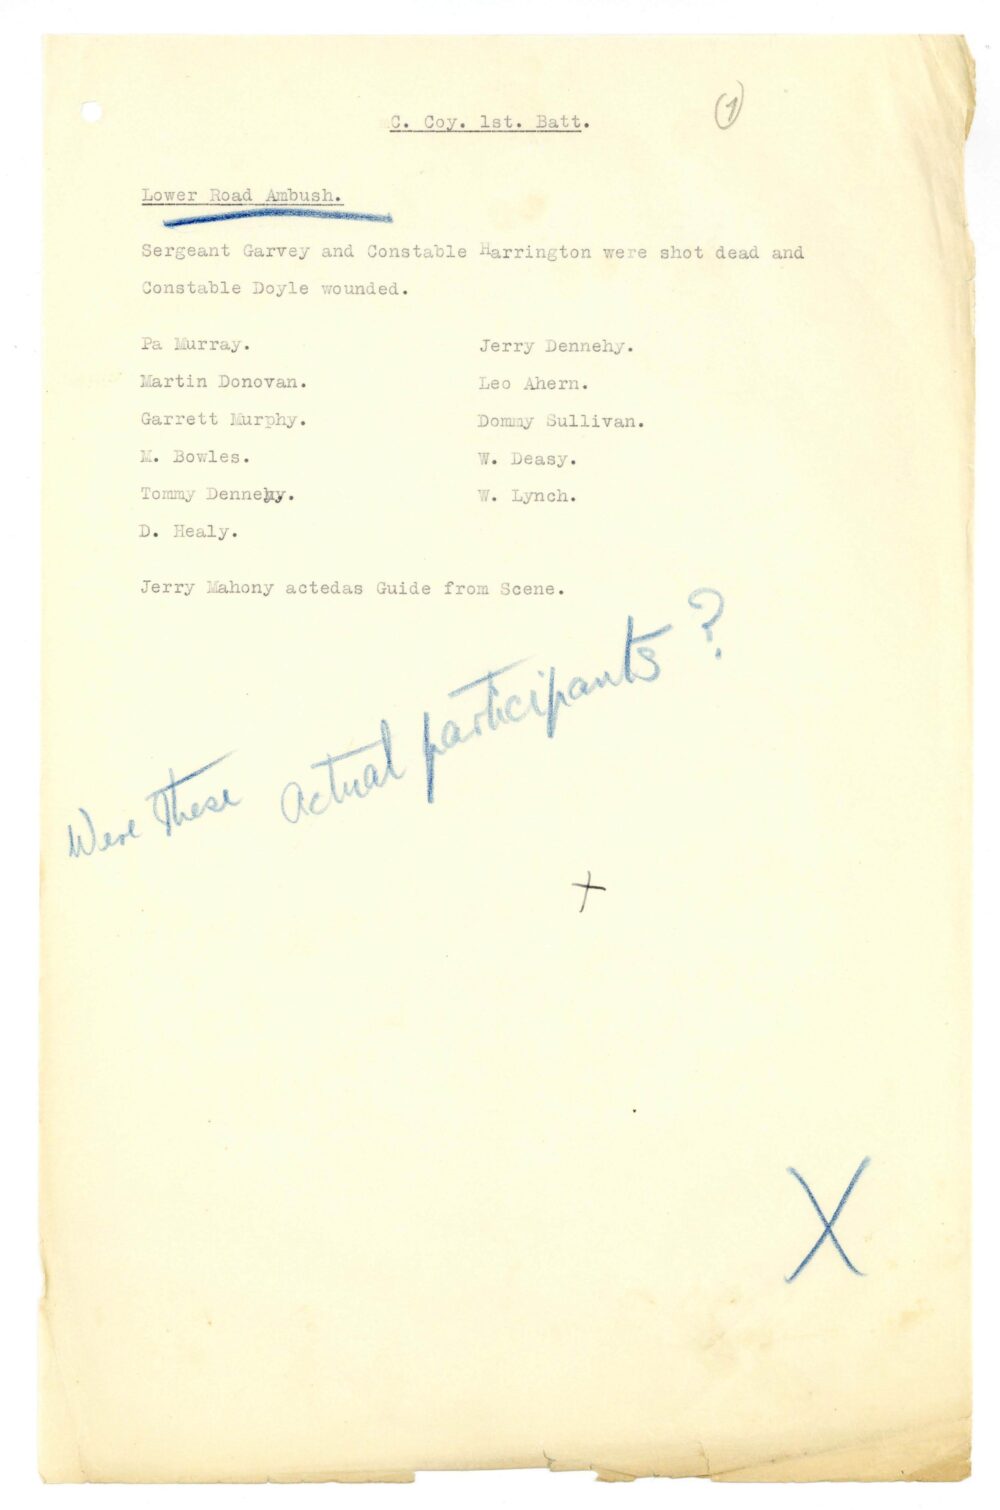 C. Coy. 1st. Batt.
(1)
Lower Road Ambush.
Sergeant Garvey and Constable Harrington were shot dead and
Constable Doyle wounded.
Pa Murray. Jerry Dennehy.
Martin Donovan. Leo Ahern.
Garrett Murphy. Dommy Sullivan.
M. Bowles. W. Deasy.
Tommy Dennehy. W. Lynch.
D. Healy.
Jerry Mahony actedas Guide from Scene.
Were these actual participants?
+
X